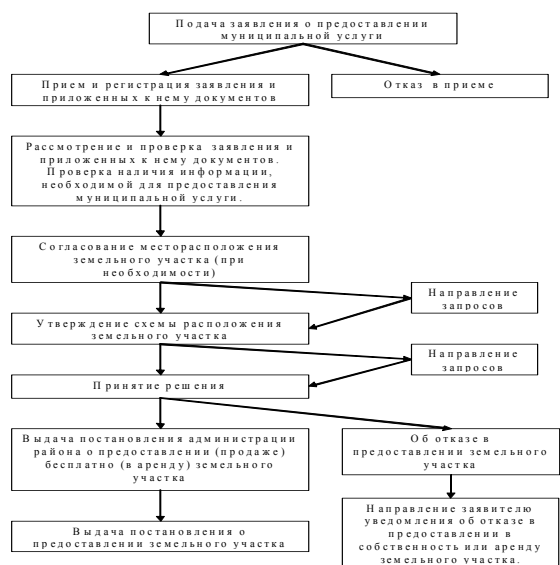 Подача заявления о предоставлении
муниципальной услуги
Прием и регистрация заявления и
приложенных к нему документов
Отказ в приеме
Рассмотрение и проверка заявления и
приложенных к нему документов.
Проверка наличия информации,
необходимой для предоставления
муниципальной услуги.
Согласование месторасположения
земельного участка (при
необходимости)
Направление
запросов
Утверждение схемы расположения
земельного участка
Направление
запросов
Принятие решения
Выдача постановления администрации
района о предоставлении (продаже)
бесплатно (в аренду) земельного
участка
Об отказе в
предоставлении земельного
участка
Выдача постановления о
предоставлении земельного участка
Направление заявителю
уведомления об отказе в
предоставлении в
собственность или аренду
земельного участка.